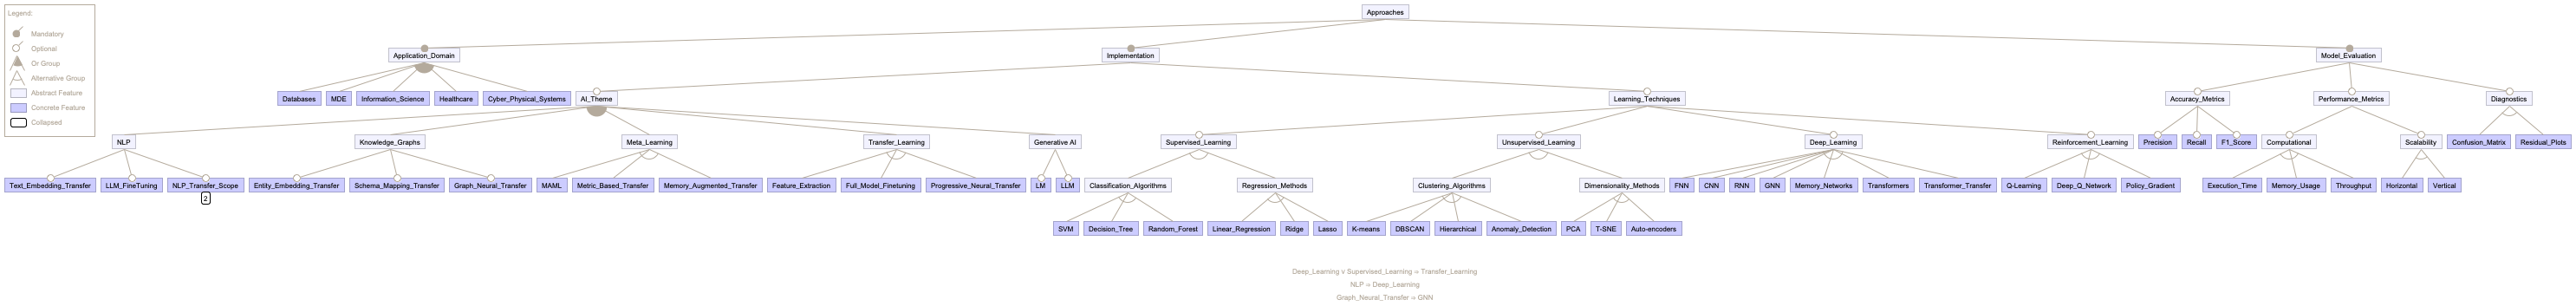 Legend:
Mandatory
Optional
Or Group
Alternative Group
Abstract Feature
Concrete Feature
Collapsed
Approaches
Application_Domain
Implementation
Model_Evaluation
Databases
MDE
Information_Science
Healthcare
Cyber_Physical_Systems
AI_Theme
Learning_Techniques
Accuracy_Metrics
Performance_Metrics
Diagnostics
NLP
Knowledge_Graphs
Meta_Learning
Transfer_Learning
Generative AI
Supervised_Learning
Unsupervised_Learning
Deep_Learning
Reinforcement_Learning
Precision
Recall
F1_Score
Computational
Scalability
Confusion_Matrix
Residual_Plots
Text_Embedding_Transfer
LLM_FineTuning
NLP_Transfer_Scope
Entity_Embedding_Transfer
Schema_Mapping_Transfer
Graph_Neural_Transfer
MAML
Metric_Based_Transfer
Memory_Augmented_Transfer
Feature_Extraction
Full_Model_Finetuning
Progressive_Neural_Transfer
LM
LLM
Classification_Algorithms
Regression_Methods
Clustering_Algorithms
Dimensionality_Methods
FNN
CNN
RNN
GNN
Memory_Networks
Transformers
Transformer_Transfer
Q-Learning
Deep_Q_Network
Policy_Gradient
Execution_Time
Memory_Usage
Throughput
Horizontal
Vertical
2
SVM
Decision_Tree
Random_Forest
Linear_Regression
Ridge
Lasso
K-means
DBSCAN
Hierarchical
Anomaly_Detection
PCA
T-SNE
Auto-encoders
Deep_Learning ∨ Supervised_Learning ⇒ Transfer_Learning
NLP ⇒ Deep_Learning
Graph_Neural_Transfer ⇒ GNN